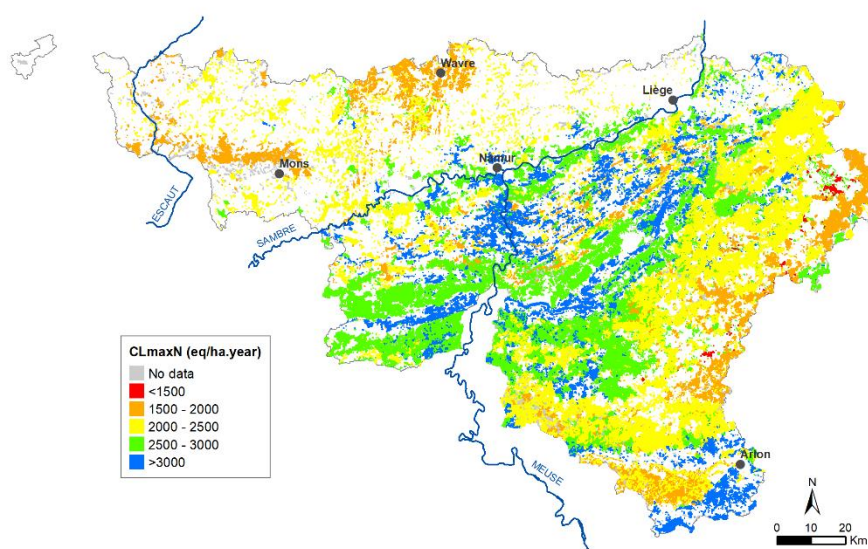 Wavre
Liège
Namur
Mons
ESCAUT
SAMBRE
CLmaxN (eq/ha.year)
No data
<1500
1500 - 2000
2000 - 2500
2500 - 3000
>3000
Arlon
MEUSE
N
0 10 20
Km